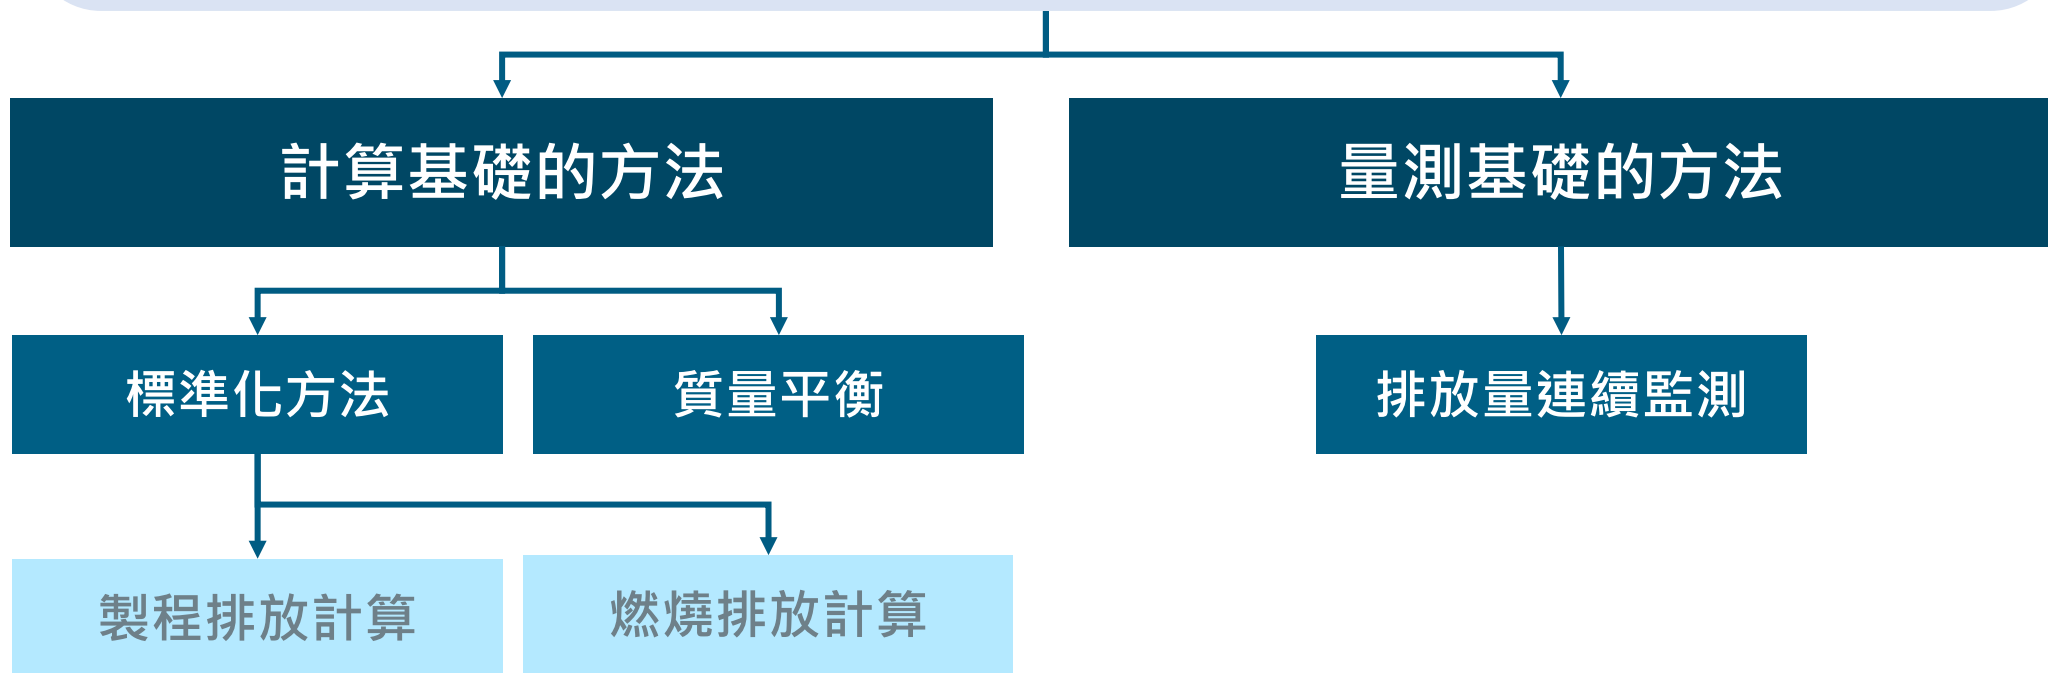 計算基礎的方法
量測基礎的方法
標準化方法
質量平衡
排放量連續監測
製程排放計算
燃燒排放計算